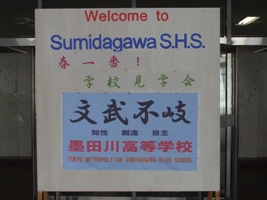 Welcome to
Sumidagawa S.H.S.
春一番!
学校見学会
文武不岐
知性 創造 自主
墨田川高等学校
TOKYO METROPOLITAN SUMIDAGAWA HIGH SCHOOL